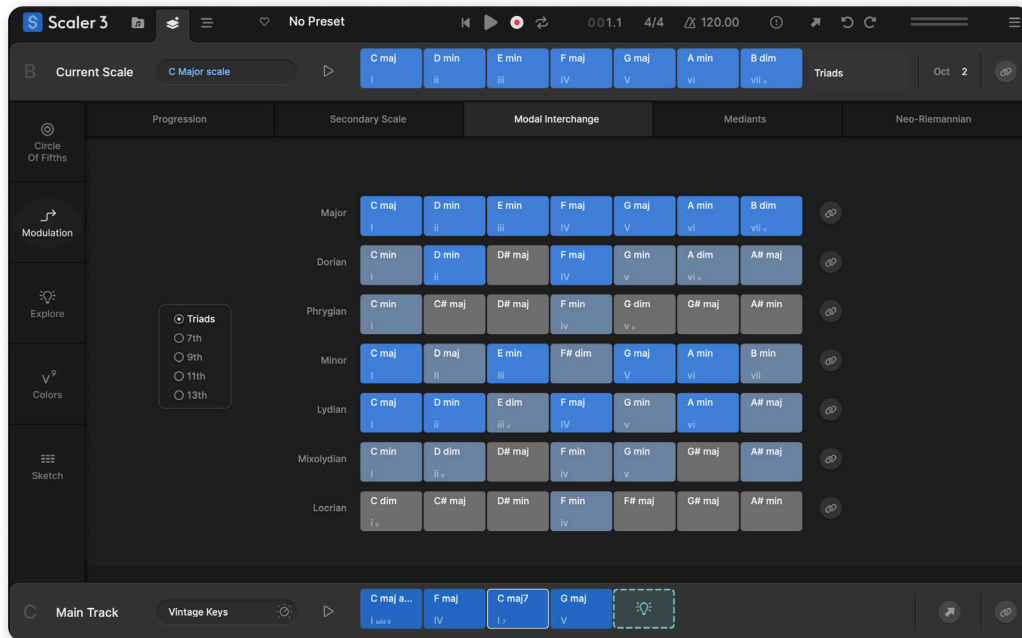 S Scaler 3 No Preset 001.1 4/4 120.00
B Current Scale C Major scale C maj D min E min F maj G maj A min B dim Triads Oct 2
I ii iii IV V vi vii o
Progression Secondary Scale Modal Interchange Mediants Neo-Riemannian
Circle
Of Fifths
Modulation
Explore
V 9
Colors
Sketch
Triads
7th
9th
11th
13th
Major C maj D min E min F maj G maj A min B dim
I ii iii IV V vi vii o
Dorian C min D min D# maj F maj G min A dim A# maj
i ii IV v vi o
Phrygian C min C# maj D# maj F min G dim G# maj A# min
i iv v o
Minor C maj D maj E min F# dim G maj A min B min
I II iii V vi vii
Lydian C maj D min E dim F maj G min A min A# maj
I ii iii o IV v vi
Mixolydian C min D dim D# maj F min G min G# maj A# maj
i ii o iv v
Locrian C dim C# maj D# min F min F# maj G# maj A# min
i o iv
C Main Track Vintage Keys C maj a... F maj C maj7 G maj
I add 9 IV I 7 V